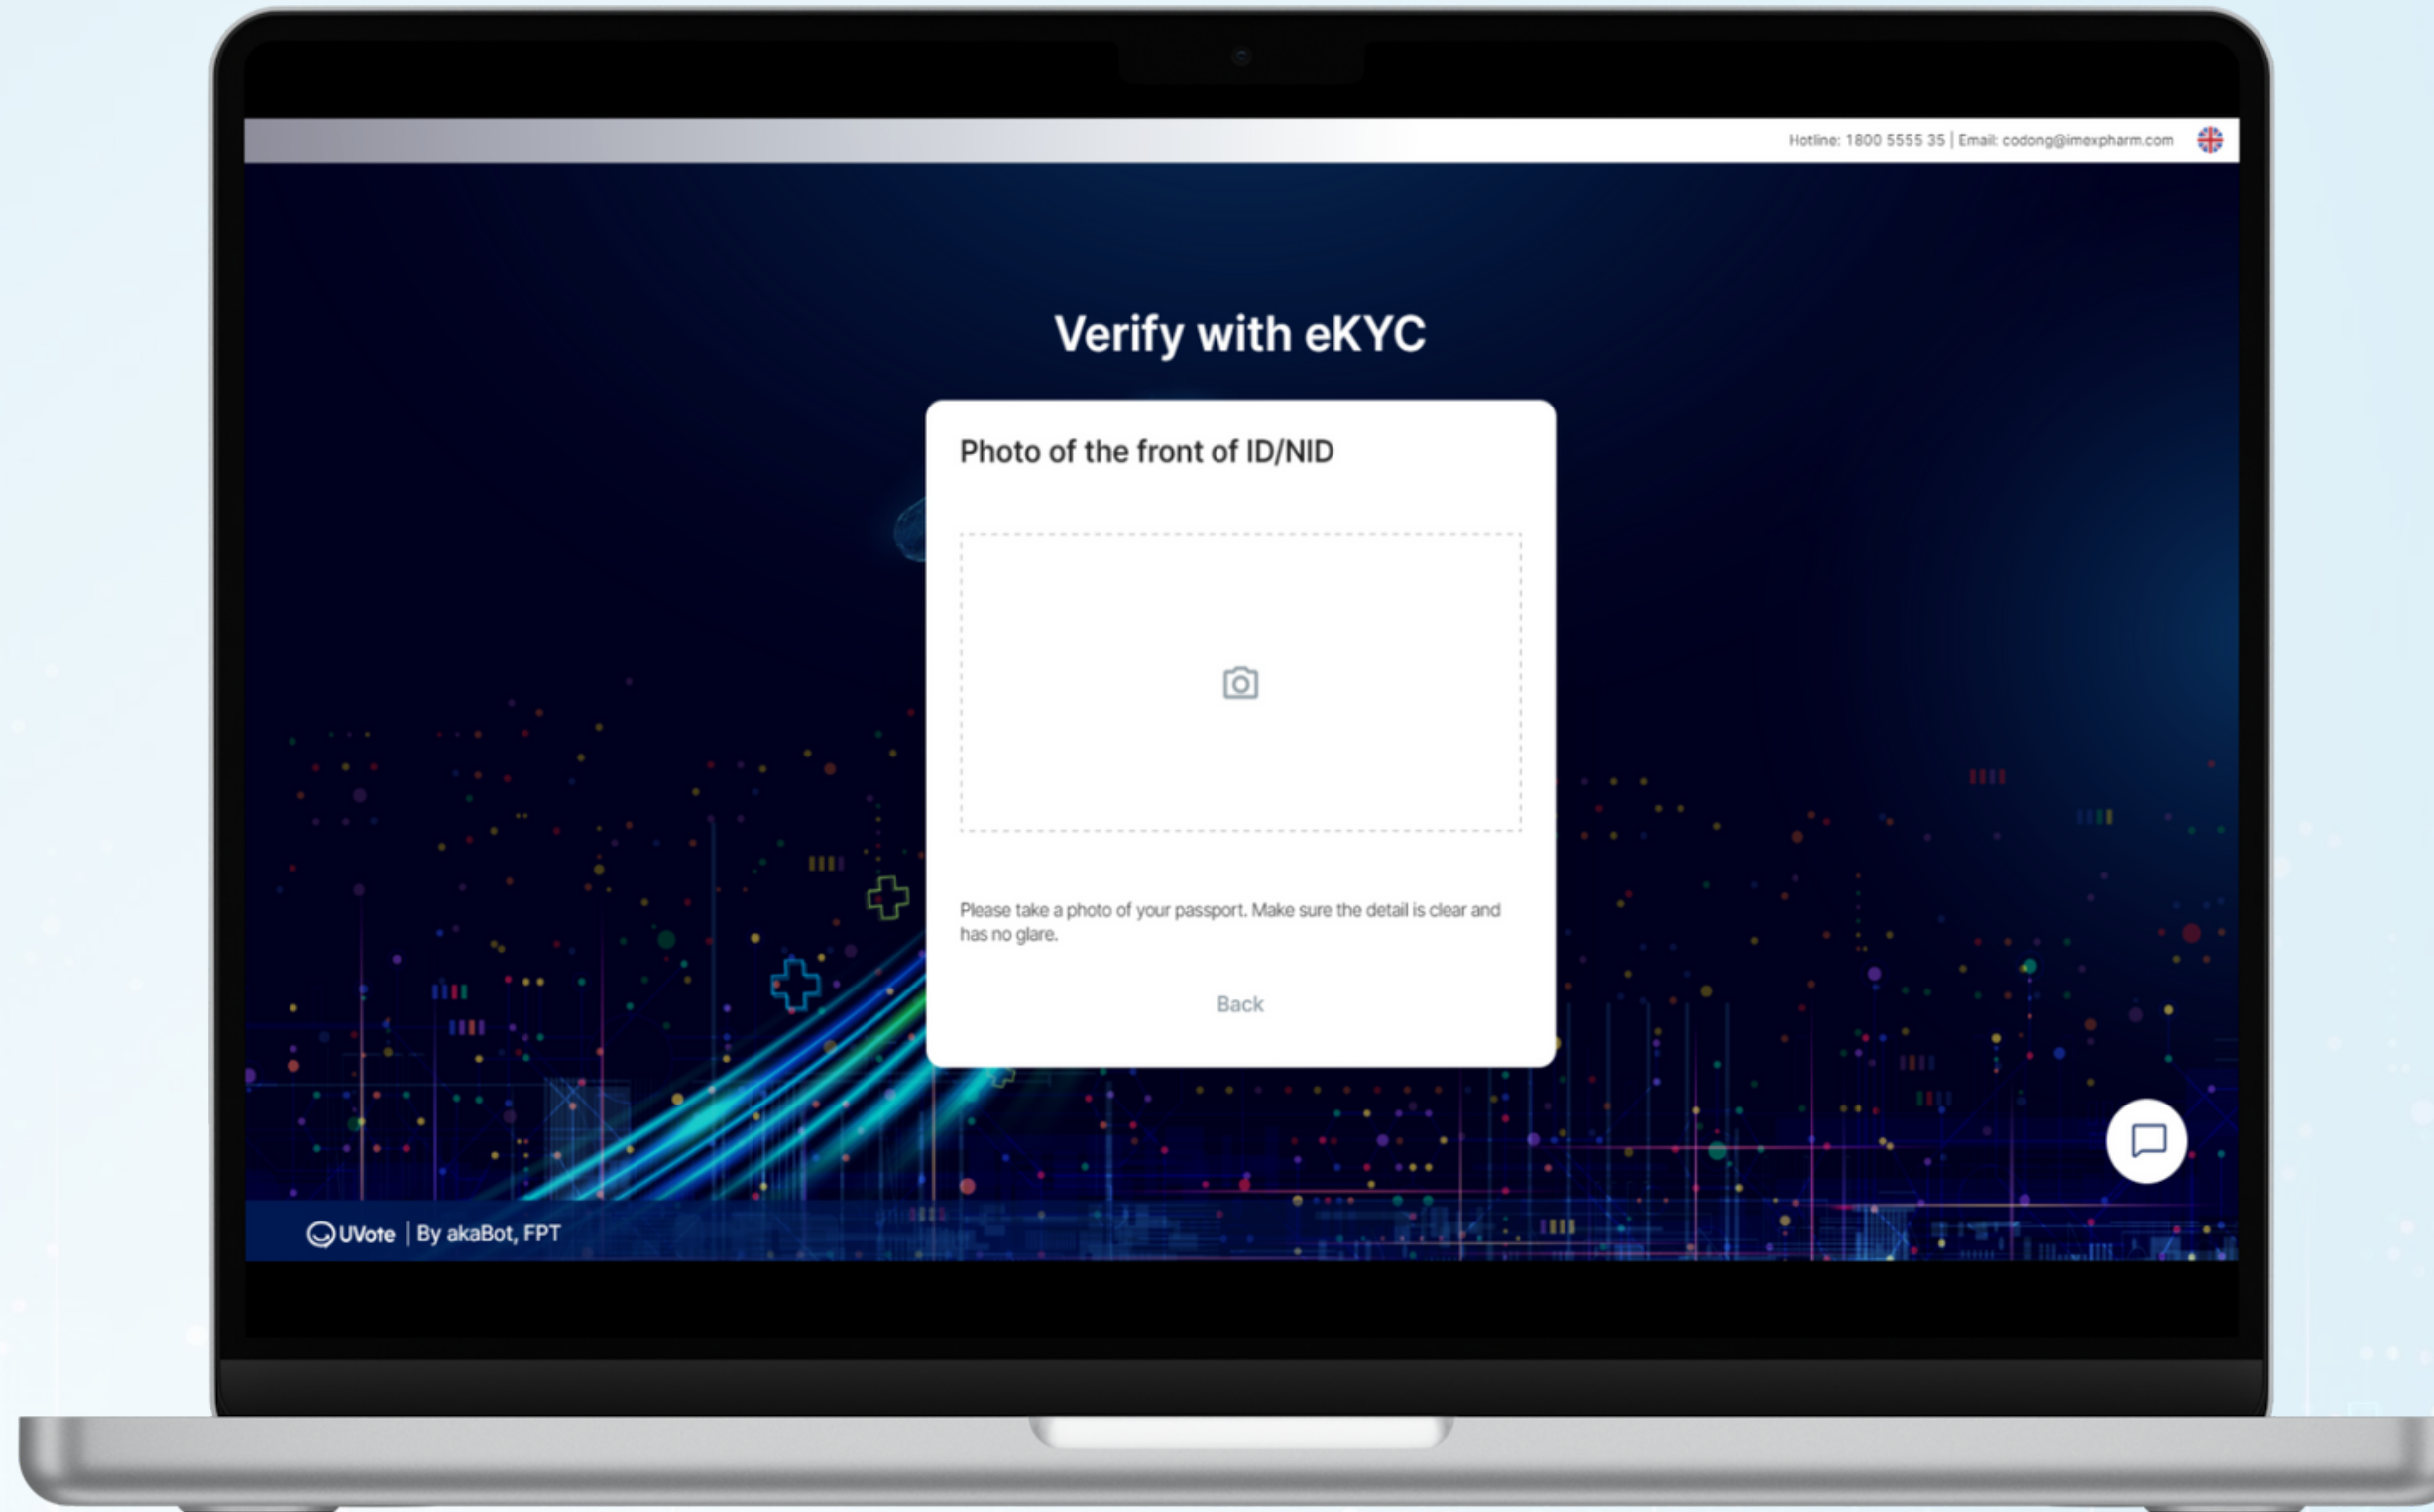 Hotline: 1800 5555 35 | Email: codong@imexpharm.com
Verify with eKYC
Photo of the front of ID/NID
Please take a photo of your passport. Make sure the detail is clear and
has no glare.
Back
UVote | By akaBot, FPT